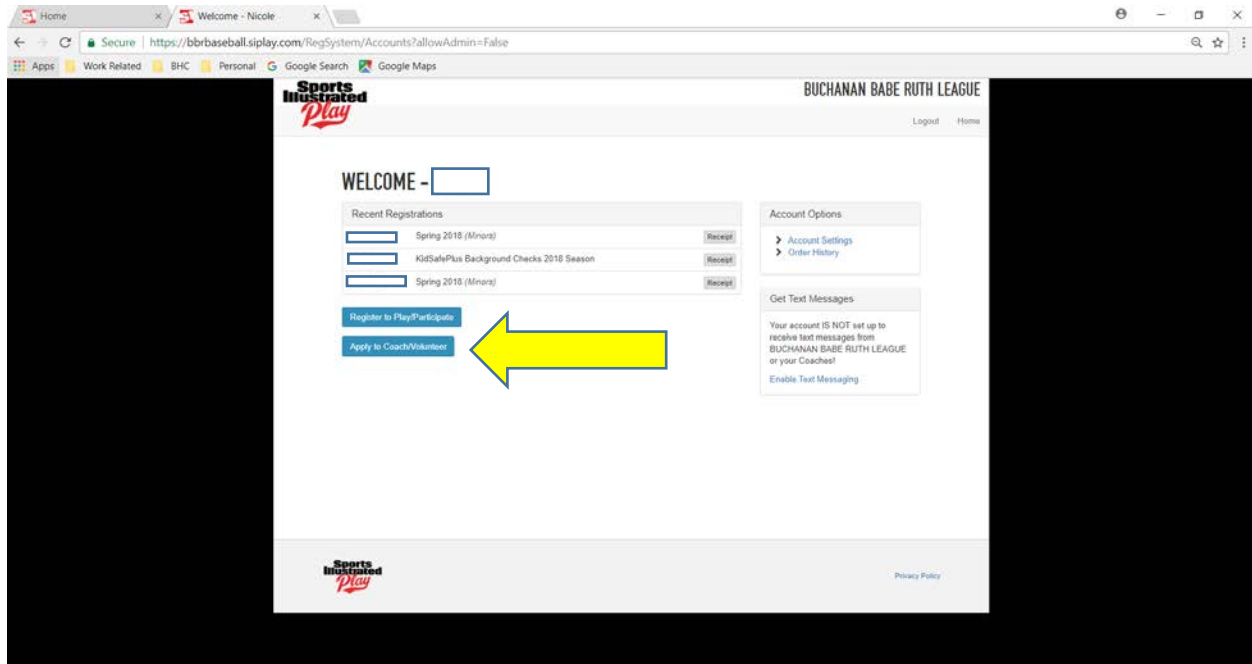 Home
Welcome - Nicole
Secure | https://bbrbaseball.siplay.com/RegSystem/Accounts?allowAdmin=False
Apps Work Related BHC Personal Google Search Google Maps
Sports
Illustrated
Play
BUCHANAN BABE RUTH LEAGUE
Logout Home
WELCOME -
Recent Registrations
Spring 2018 (Minors) Receipt
KidSafePlus Background Checks 2018 Season Receipt
Spring 2018 (Minors) Receipt
Register to Play/Participate
Apply to Coach/Volunteer
Account Options
Account Settings
Order History
Get Text Messages
Your account IS NOT set up to
receive text messages from
BUCHANAN BABE RUTH LEAGUE
or your Coaches!
Enable Text Messaging
Sports
Illustrated
Play
Privacy Policy